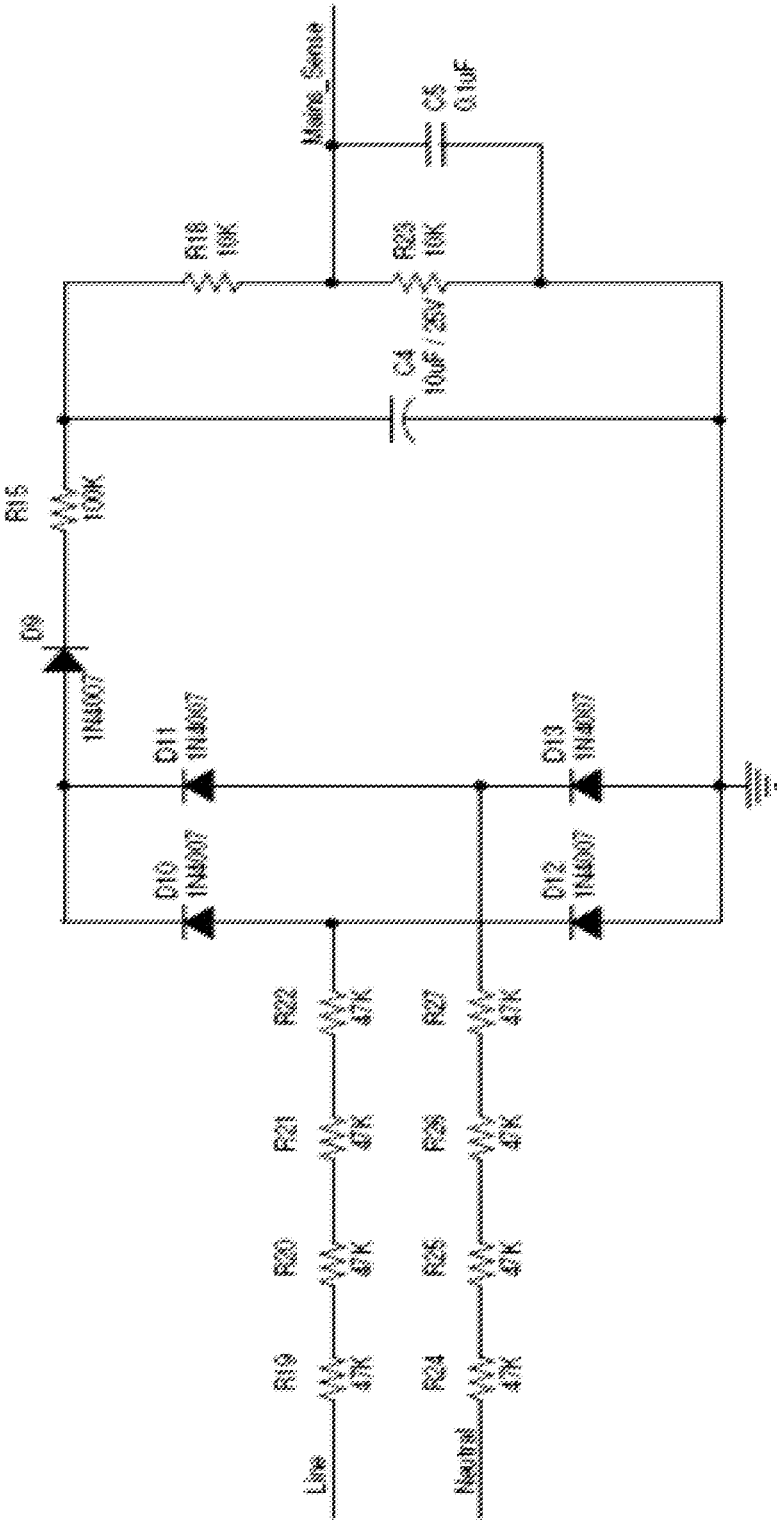 Line
Neutral
R19
47K
R20
47K
R21
47K
R22
47K
R24
47K
R25
47K
R26
47K
R27
47K
D10
1N4007
D11
1N4007
D12
1N4007
D13
1N4007
D9
1N4007
R15
100K
C4
10uF / 25V
R18
10K
R23
10K
Mains_Sense
C5
0.1uF